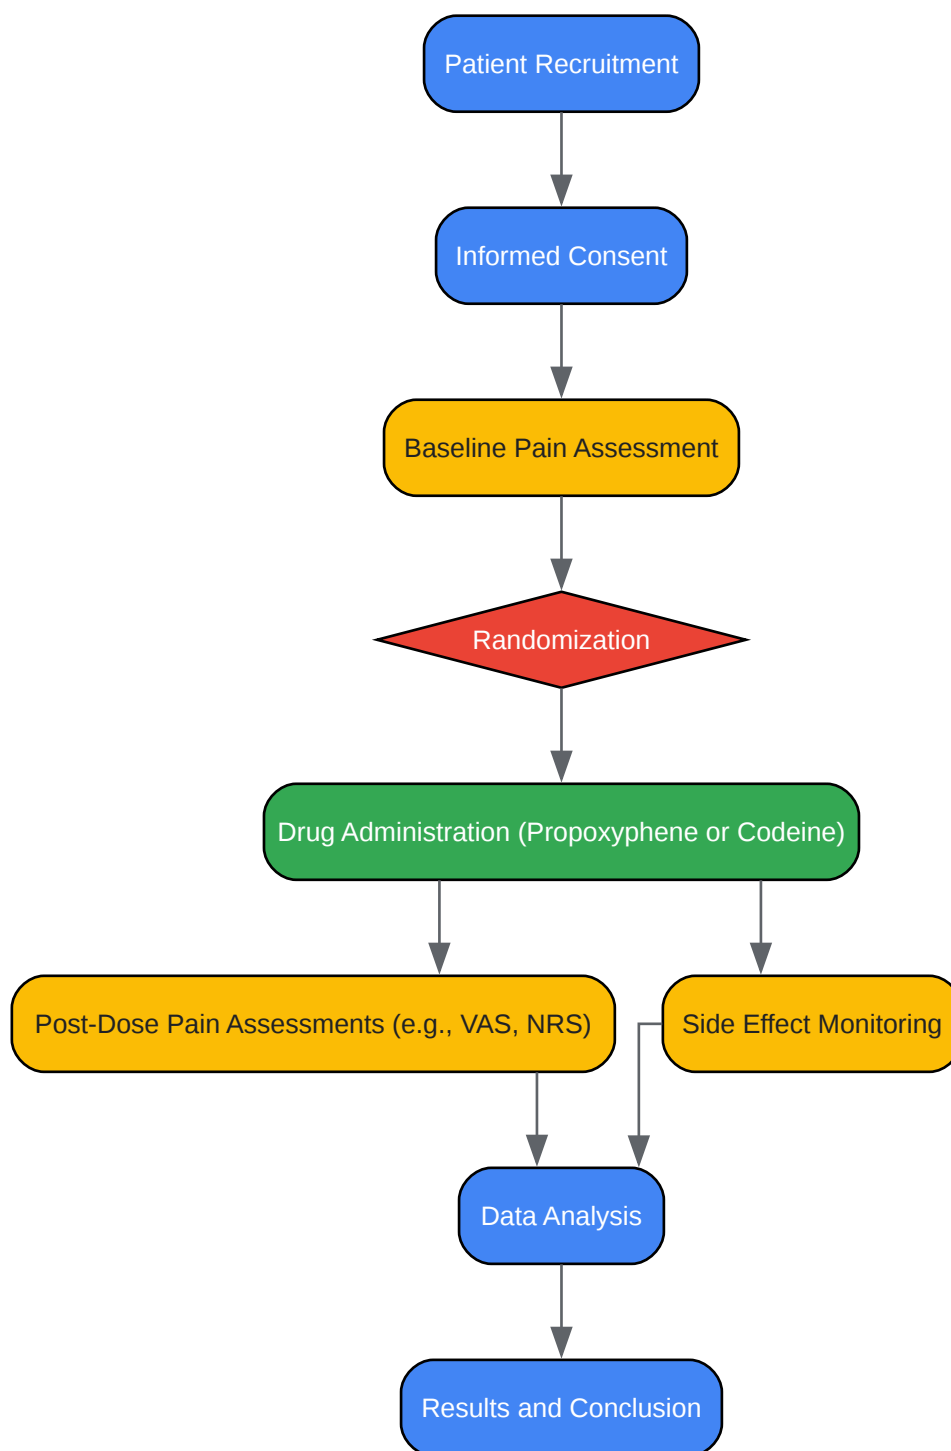 Patient Recruitment
Informed Consent
Baseline Pain Assessment
Randomization
Drug Administration (Propoxyphene or Codeine)
Post-Dose Pain Assessments (e.g., VAS, NRS)
Side Effect Monitoring
Data Analysis
Results and Conclusion